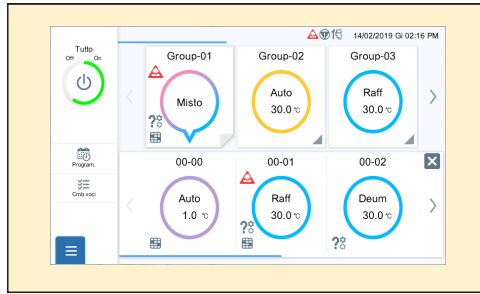 14/02/2019 Gi 02:16 PM
Tutto
Off On
Group-01 Group-02 Group-03
Misto
Auto
30.0 °C
Raff
30.0 °C
Program.
Cmb.voci
00-00 00-01 00-02
Auto
1.0 °C
Raff
30.0 °C
Deum
30.0 °C